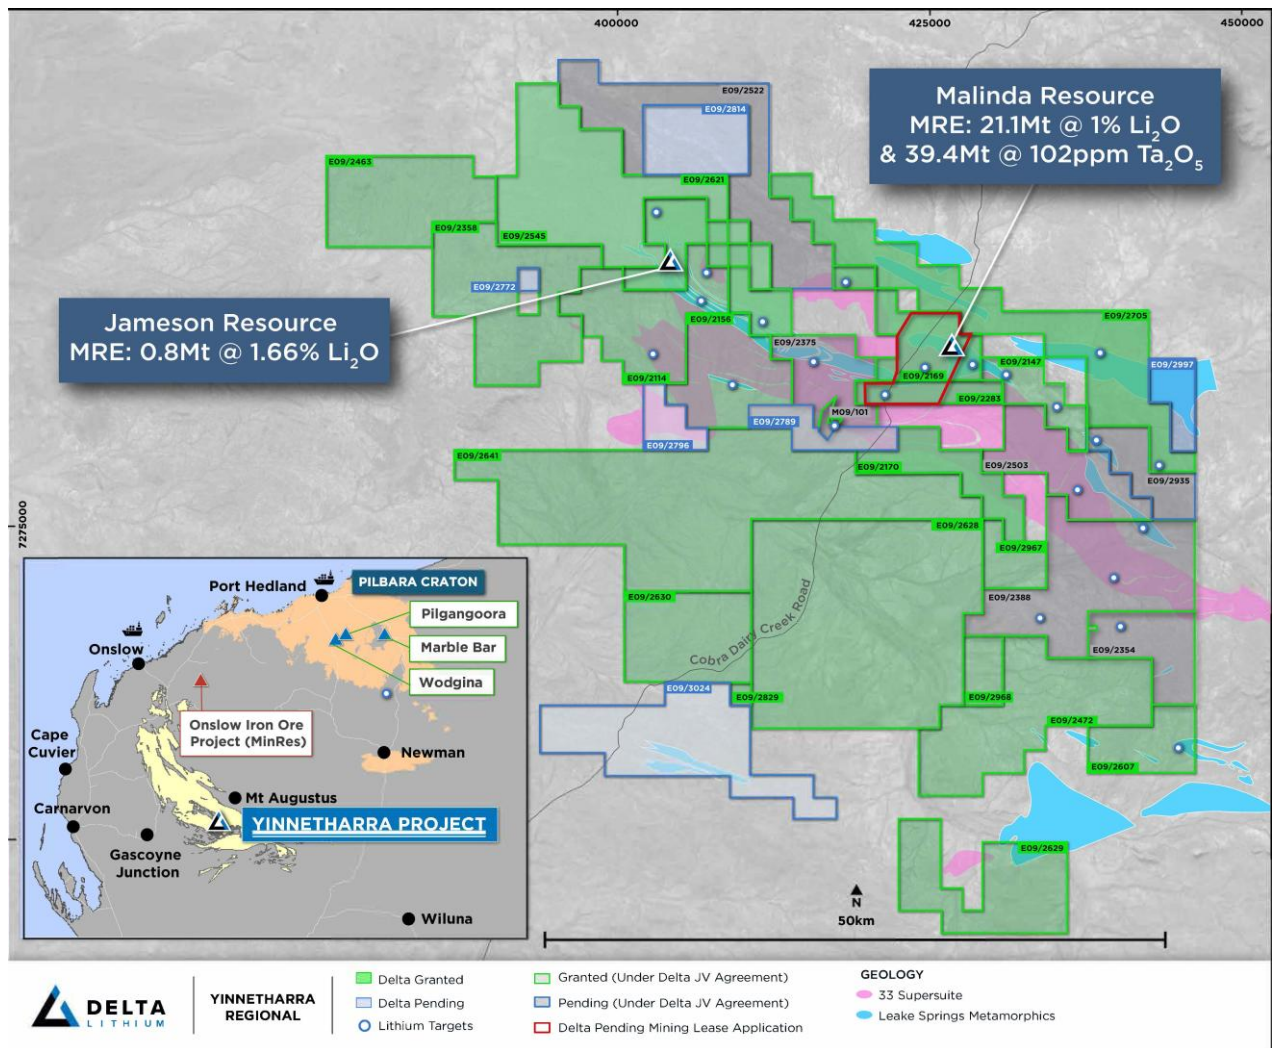 400000
425000
450000
E09/2522
E09/2814
Malinda Resource
MRE: 21.1Mt @ 1% Li₂O
& 39.4Mt @ 102ppm Ta₂O₅
E09/2463
E09/2621
E09/2358
E09/2545
E09/2772
Jameson Resource
MRE: 0.8Mt @ 1.66% Li₂O
E09/2156
E09/2705
E09/2375
E09/2997
E09/2147
E09/2114
E09/2169
E09/2283
M09/101
E09/2789
E09/2796
E09/2641
E09/2170
E09/2503
E09/2935
7275000
E09/2628
E09/2967
E09/2630
E09/2388
Cobra Dairy Creek Road
E09/2354
E09/3024
E09/2829
E09/2968
E09/2472
E09/2607
E09/2629
Port Hedland
PILBARA CRATON
Pilgangoora
Marble Bar
Wodgina
Onslow
Onslow Iron Ore
Project (MinRes)
Cape
Cuvier
Newman
Mt Augustus
Carnarvon
YINNETHARRA PROJECT
Gascoyne
Junction
Wiluna
N
50km
DELTA
LITHIUM
YINNETHARRA
REGIONAL
Delta Granted
Delta Pending
Lithium Targets
Granted (Under Delta JV Agreement)
Pending (Under Delta JV Agreement)
Delta Pending Mining Lease Application
GEOLOGY
33 Supersuite
Leake Springs Metamorphics